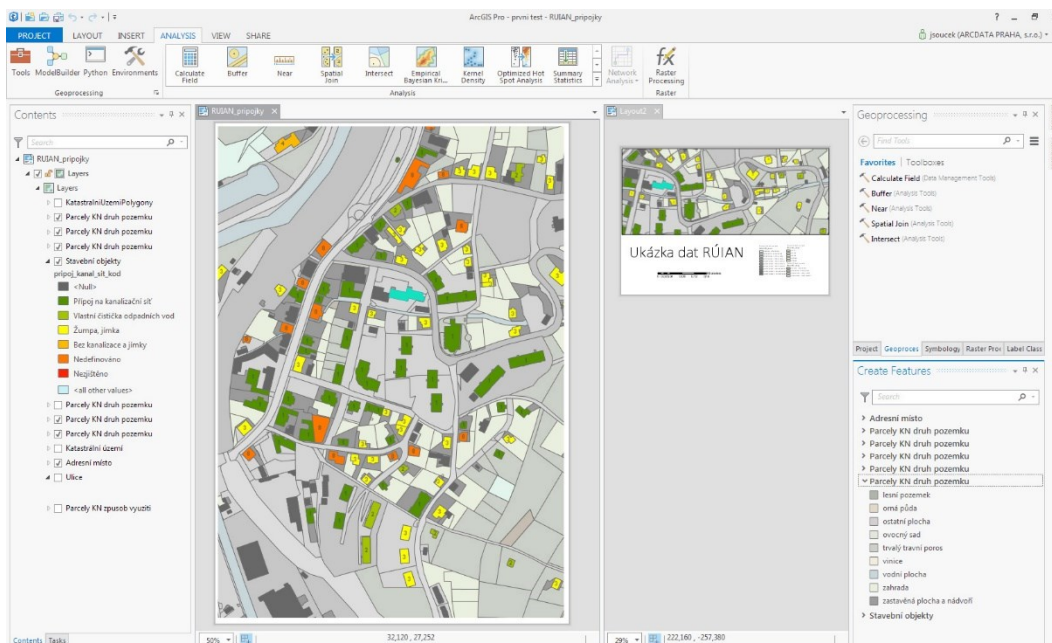 ArcGIS Pro - prvni test - RUIAN_pripojky
PROJECT LAYOUT INSERT ANALYSIS VIEW SHARE
jsoucek (ARCDATA PRAHA, s.r.o.)
Tools ModelBuilder Python Environments
Geoprocessing
Calculate Field
Buffer
Near
Spatial Join
Intersect
Empirical Bayesian Kri...
Kernel Density
Optimized Hot Spot Analysis
Summary Statistics
Analysis
Network Analysis
Raster Processing
Raster
Contents
Search
RUIAN_pripojky
Layers
Layers
KatastralniUzemiPolygony
Parcely KN druh pozemku
Parcely KN druh pozemku
Parcely KN druh pozemku
Stavební objekty
pripoj_kanal_sit_kod
<Null>
Přípoj na kanalizační síť
Vlastní čistička odpadních vod
Žumpa, jímka
Bez kanalizace a jímky
Nedefinováno
Nezjištěno
<all other values>
Parcely KN druh pozemku
Parcely KN druh pozemku
Parcely KN druh pozemku
Katastrální území
Adresní místo
Ulice
Parcely KN zpusob vyuziti
Contents Tasks
RUIAN_pripojky
50%
32,120 , 27,252
Layout2
Ukázka dat RÚIAN
29%
222,160 , -257,380
Geoprocessing
Find Tools
Favorites | Toolboxes
Calculate Field (Data Management Tools)
Buffer (Analysis Tools)
Near (Analysis Tools)
Spatial Join (Analysis Tools)
Intersect (Analysis Tools)
Project Geoproces Symbology Raster Pro Label Class
Create Features
Search
Adresní místo
Parcely KN druh pozemku
Parcely KN druh pozemku
Parcely KN druh pozemku
Parcely KN druh pozemku
Parcely KN druh pozemku
lesní pozemek
orná půda
ostatní plocha
ovocný sad
trvalý travní poros
vinice
vodní plocha
zahrada
zastavěná plocha a nádvoří
Stavební objekty